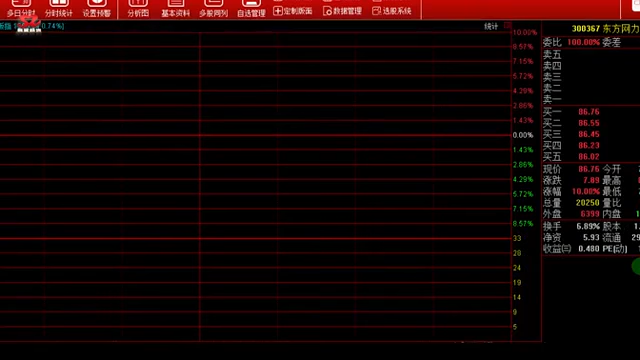 多日分时 分时统计 设置预警 分析图 基本资料 多股同列 自选管理 定制版面 数据管理 选股系统
统计
300367 东方网力
委比 100.00% 委差
卖五
卖四
卖三
卖二
卖一
买一 86.76
买二 86.55
买三 86.45
买四 86.23
买五 86.02
现价 86.76 今开
涨跌 7.89 最高
涨幅 10.00% 最低
总量 20250 量比
外盘 6399 内盘
换手 6.89% 股本
净资 5.93 流通
收益㈢ 0.480 PE(动)
10.00%
8.57%
7.15%
5.72%
4.29%
2.86%
1.43%
0.00%
1.43%
2.86%
4.29%
5.72%
7.15%
8.57%
33
28
24
19
14
9
5